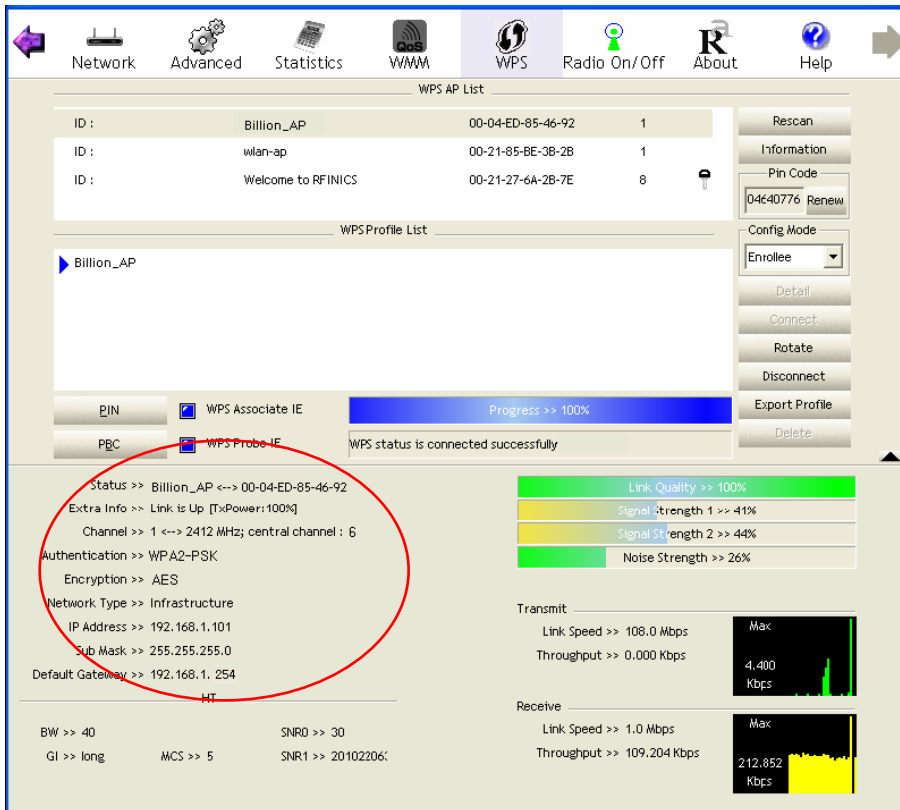 Network Advanced Statistics QoS WMM WPS Radio On/Off Ra About Help
WPS AP List
ID : Billion_AP 00-04-ED-85-46-92 1
ID : wlan-ap 00-21-85-BE-3B-2B 1
ID : Welcome to RFINICS 00-21-27-6A-2B-7E 8
Rescan
Information
Pin Code
04640776 Renew
WPS Profile List
Billion_AP
Config Mode
Enrollee
Detail
Connect
Rotate
Disconnect
Export Profile
Delete
PIN WPS Associate IE Progress >> 100%
PBC WPS Probe IE WPS status is connected successfully
Status >> Billion_AP <--> 00-04-ED-85-46-92
Extra Info >> Link is Up [TxPower:100%]
Channel >> 1 <--> 2412 MHz; central channel : 6
Authentication >> WPA2-PSK
Encryption >> AES
Network Type >> Infrastructure
IP Address >> 192.168.1.101
Sub Mask >> 255.255.255.0
Default Gateway >> 192.168.1. 254
HT
BW >> 40 SNR0 >> 30
GI >> long MCS >> 5 SNR1 >> 20102206
Link Quality >> 100%
Signal Strength 1 >> 41%
Signal Strength 2 >> 44%
Noise Strength >> 26%
Transmit
Link Speed >> 108.0 Mbps
Throughput >> 0.000 Kbps
Max
4.400
Kbps
Receive
Link Speed >> 1.0 Mbps
Throughput >> 109.204 Kbps
Max
212.852
Kbps